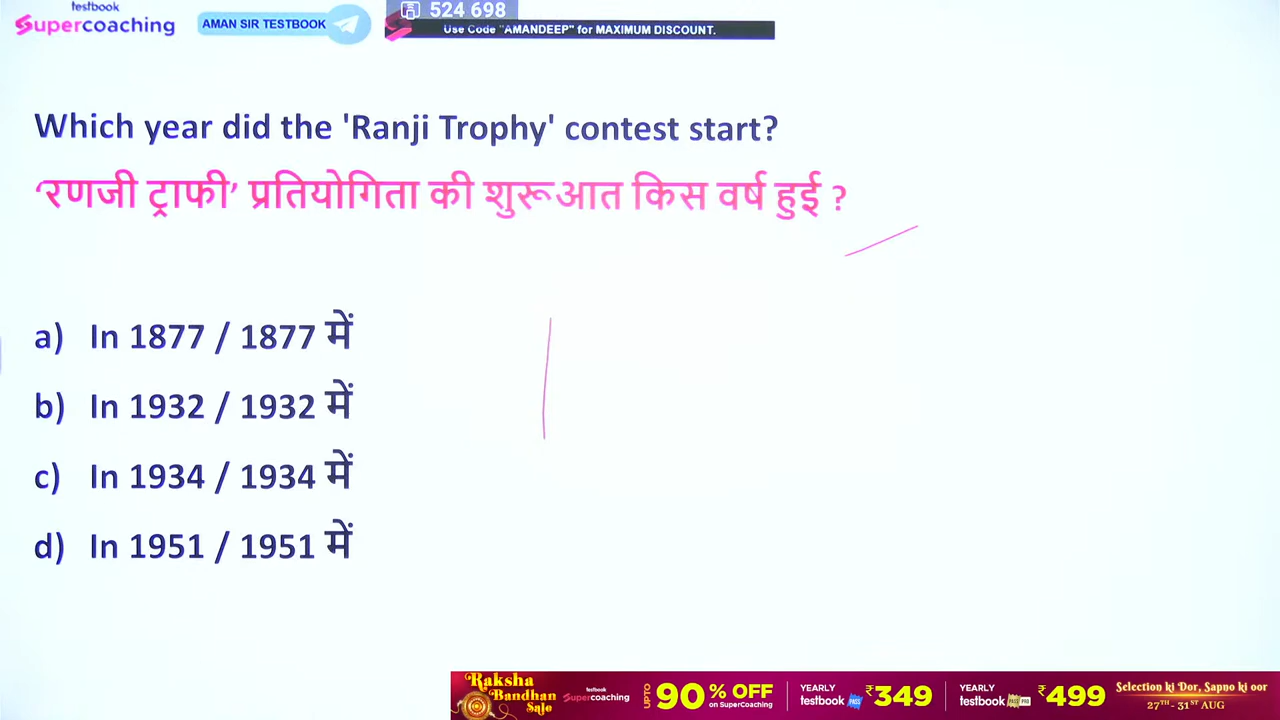 testbook
Supercoaching
AMAN SIR TESTBOOK
524 698
Use Code "AMANDEEP" for MAXIMUM DISCOUNT.
Which year did the 'Ranji Trophy' contest start?
‘रणजी ट्राफी’ प्रतियोगिता की शुरूआत किस वर्ष हुई ?
a) In 1877 / 1877 में
b) In 1932 / 1932 में
c) In 1934 / 1934 में
d) In 1951 / 1951 में
Raksha
Bandhan
Sale
testbook
Supercoaching
UPTO 90% OFF
on SuperCoaching
YEARLY
testbook PASS ₹349
YEARLY
testbook PASS PRO ₹499
Selection ki Dor, Sapno ki oor
27TH - 31ST AUG